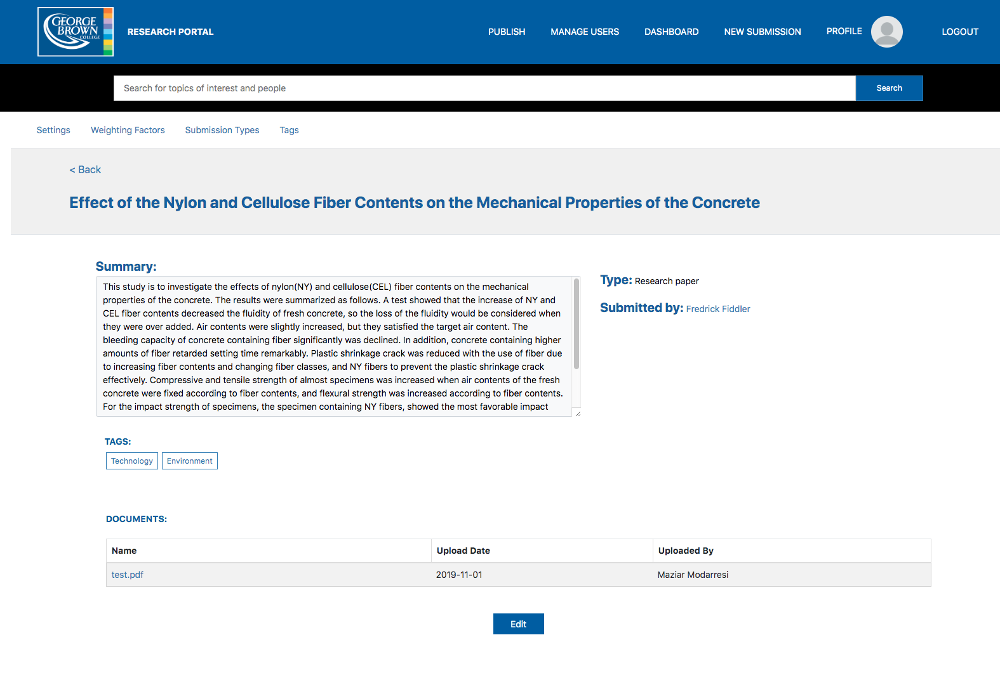 GEORGE
BROWN
COLLEGE
RESEARCH PORTAL
PUBLISH
MANAGE USERS
DASHBOARD
NEW SUBMISSION
PROFILE
LOGOUT
Search for topics of interest and people
Search
Settings
Weighting Factors
Submission Types
Tags
< Back
Effect of the Nylon and Cellulose Fiber Contents on the Mechanical Properties of the Concrete
Summary:
This study is to investigate the effects of nylon(NY) and cellulose(CEL) fiber contents on the mechanical
properties of the concrete. The results were summarized as follows. A test showed that the increase of NY and
CEL fiber contents decreased the fluidity of fresh concrete, so the loss of the fluidity would be considered when
they were over added. Air contents were slightly increased, but they satisfied the target air content. The
bleeding capacity of concrete containing fiber significantly was declined. In addition, concrete containing higher
amounts of fiber retarded setting time remarkably. Plastic shrinkage crack was reduced with the use of fiber due
to increasing fiber contents and changing fiber classes, and NY fibers to prevent the plastic shrinkage crack
effectively. Compressive and tensile strength of almost specimens was increased when air contents of the fresh
concrete were fixed according to fiber contents, and flexural strength was increased according to fiber contents.
For the impact strength of specimens, the specimen containing NY fibers, showed the most favorable impact
Type: Research paper
Submitted by: Fredrick Fiddler
TAGS:
Technology
Environment
DOCUMENTS:
Name
Upload Date
Uploaded By
test.pdf
2019-11-01
Maziar Modarresi
Edit